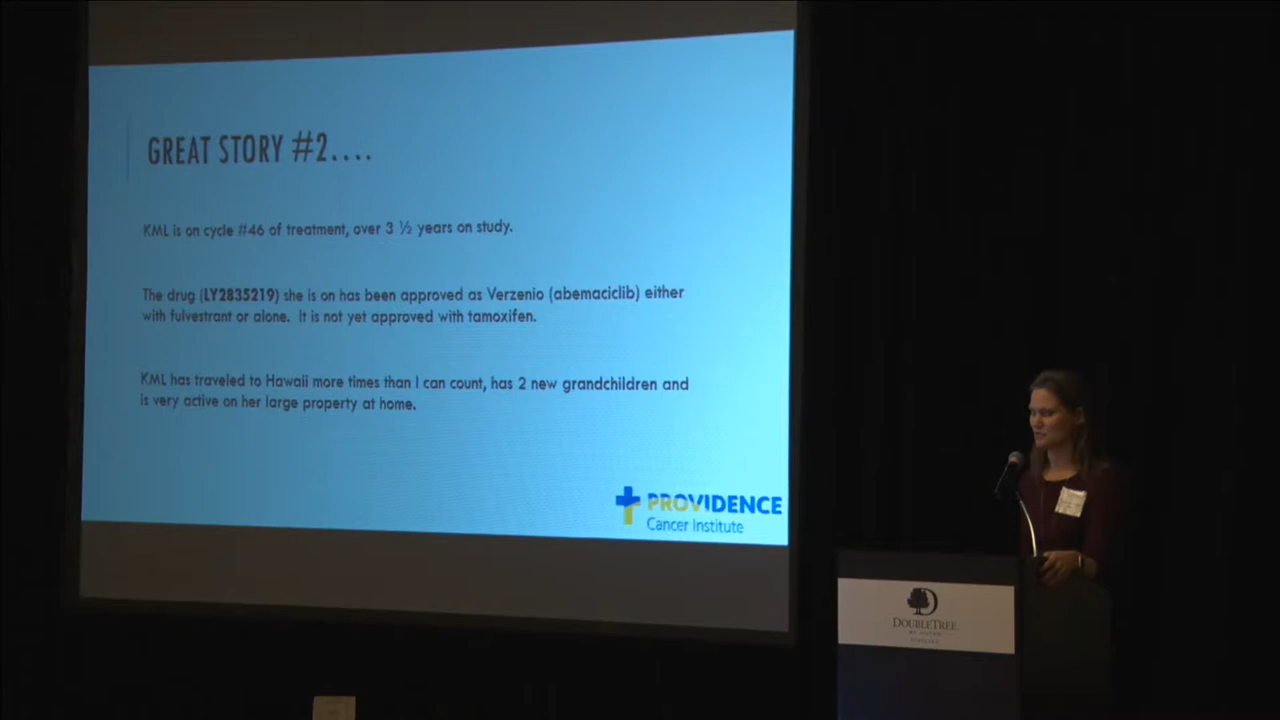 GREAT STORY #2....
KML is on cycle #46 of treatment, over 3 ½ years on study.
The drug (LY2835219) she is on has been approved as Verzenio (abemaciclib) either
with fulvestrant or alone. It is not yet approved with tamoxifen.
KML has traveled to Hawaii more times than I can count, has 2 new grandchildren and
is very active on her large property at home.
PROVIDENCE
Cancer Institute
DOUBLETREE
BY HILTON